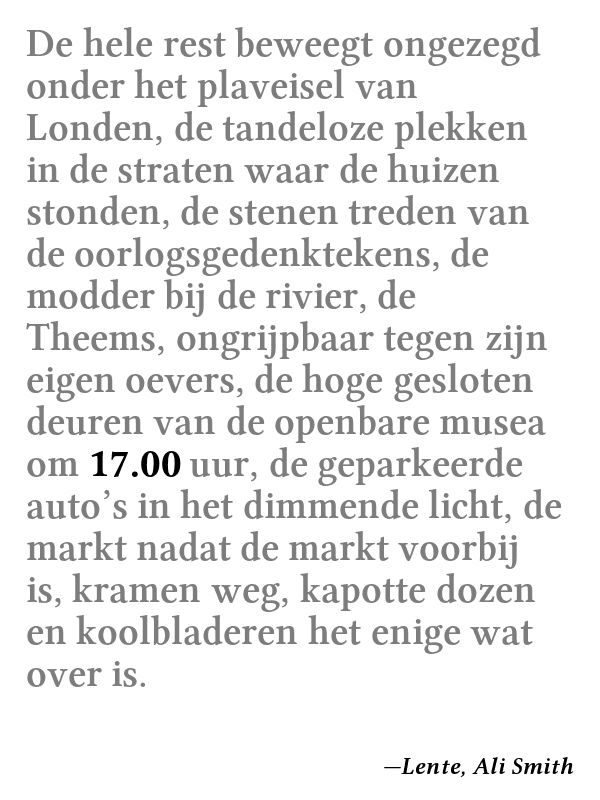 De hele rest beweegt ongezegd
onder het plaveisel van
Londen, de tandeloze plekken
in de straten waar de huizen
stonden, de stenen treden van
de oorlogsgedenktekens, de
modder bij de rivier, de
Theems, ongrijpbaar tegen zijn
eigen oevers, de hoge gesloten
deuren van de openbare musea
om 17.00 uur, de geparkeerde
auto’s in het dimmende licht, de
markt nadat de markt voorbij
is, kramen weg, kapotte dozen
en koolbladeren het enige wat
over is.
—Lente, Ali Smith